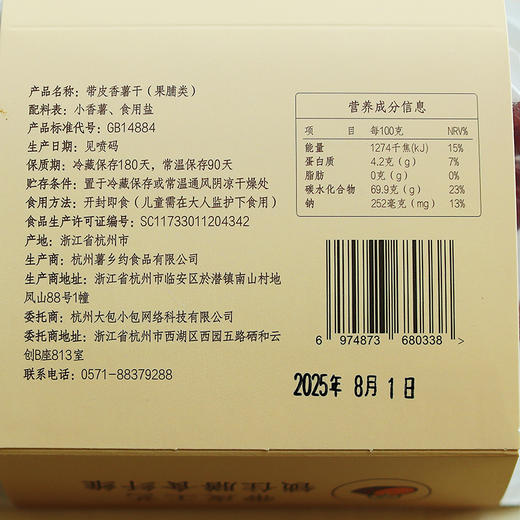 产品名称：带皮香薯干（果脯类）
配料表：小香薯、食用盐
产品标准代号：GB14884
生产日期：见喷码
保质期：冷藏保存180天，常温保存90天
贮存条件：置于冷藏保存或常温通风阴凉干燥处
食用方法：开封即食（儿童需在大人监护下食用）
食品生产许可证编号：SC11733011204342
产地：浙江省杭州市
生产商：杭州薯乡约食品有限公司
生产商地址：浙江省杭州市临安区於潜镇南山村地
凤山88号1幢
委托商：杭州大包小包网络科技有限公司
委托商地址：浙江省杭州市西湖区西园五路硒和云
创B座813室
联系电话：0571-88379288
营养成分信息
项 目 每100克 NRV%
能量 1274千焦(kJ) 15%
蛋白质 4.2克(g) 7%
脂肪 0克(g) 0%
碳水化合物 69.9克(g) 23%
钠 252毫克(mg) 13%
6 974873 680338 >
2025年 8月1日
带皮工艺
锁住膳食纤维